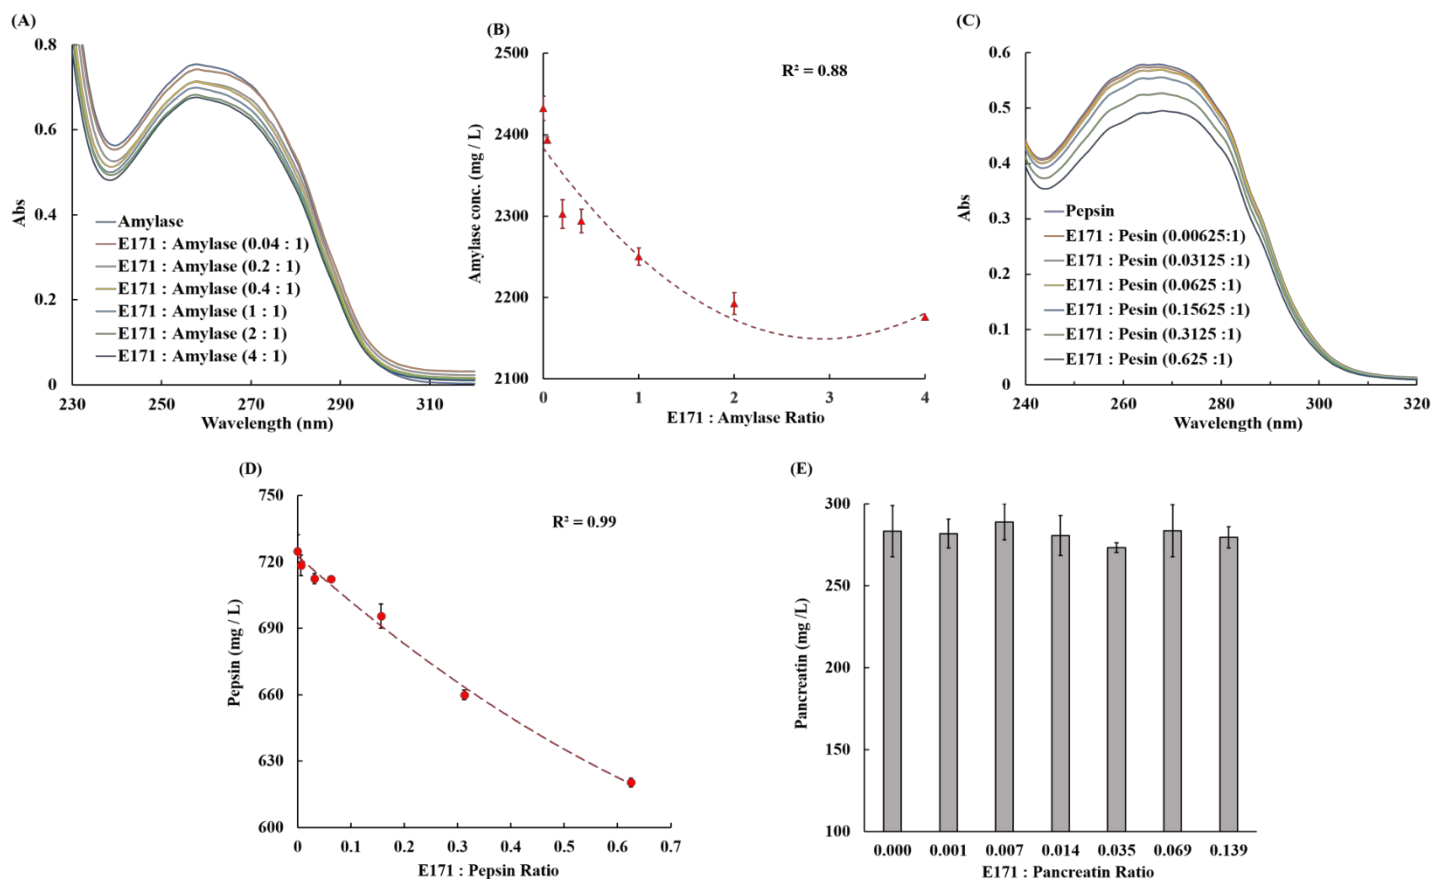 (A)
0.8
0.6
0.4
0.2
0
Abs
Amylase
E171 : Amylase (0.04 : 1)
E171 : Amylase (0.2 : 1)
E171 : Amylase (0.4 : 1)
E171 : Amylase (1 : 1)
E171 : Amylase (2 : 1)
E171 : Amylase (4 : 1)
230 250 270 290 310
Wavelength (nm)
(B)
2500
2400
2300
2200
2100
Amylase conc. (mg / L)
R² = 0.88
0 1 2 3 4
E171 : Amylase Ratio
(C)
0.6
0.5
0.4
0.3
0.2
0.1
0
Abs
Pepsin
E171 : Pesin (0.00625:1)
E171 : Pesin (0.03125 :1)
E171 : Pesin (0.0625 :1)
E171 : Pesin (0.15625 :1)
E171 : Pesin (0.3125 :1)
E171 : Pesin (0.625 :1)
240 260 280 300 320
Wavelength (nm)
(D)
750
720
690
660
630
600
Pepsin (mg / L)
R² = 0.99
0 0.1 0.2 0.3 0.4 0.5 0.6 0.7
E171 : Pepsin Ratio
(E)
300
250
200
150
100
Pancreatin (mg /L)
0.000 0.001 0.007 0.014 0.035 0.069 0.139
E171 : Pancreatin Ratio